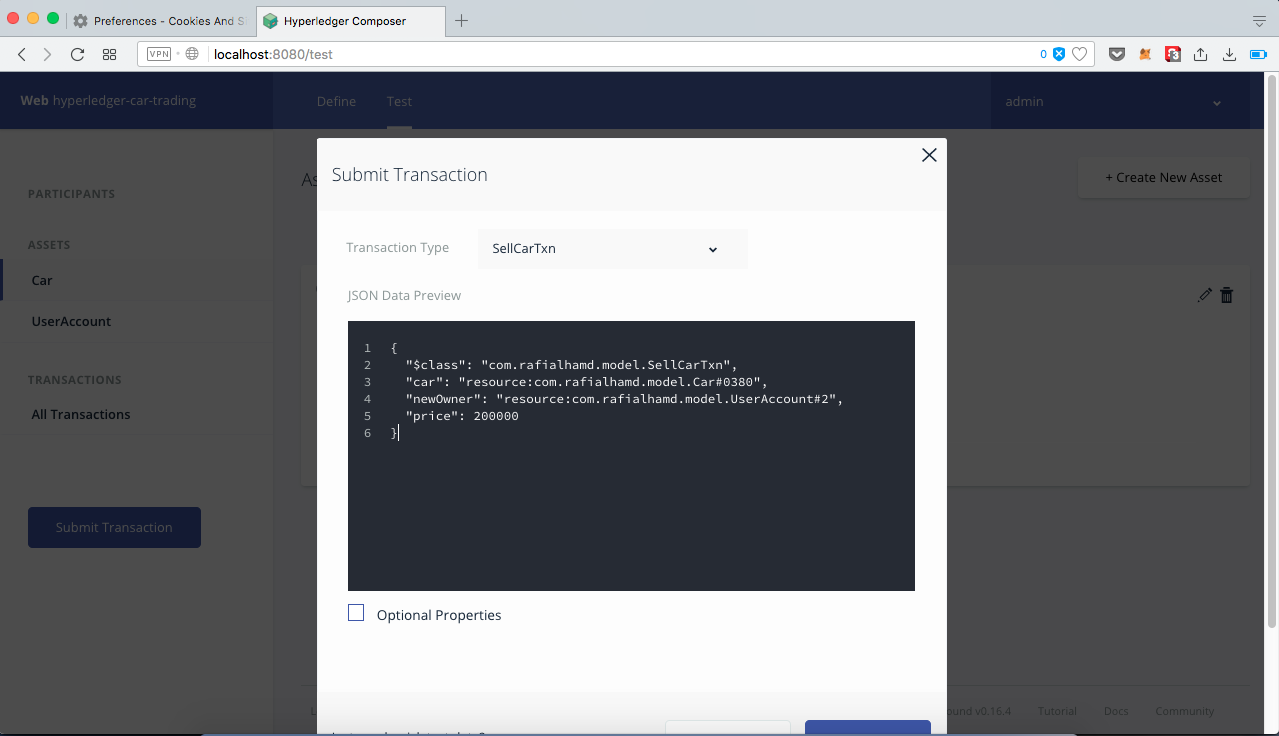 Preferences - Cookies And S
Hyperledger Composer
VPN
localhost:8080/test
0
Web hyperledger-car-trading
Define
Test
admin
PARTICIPANTS
ASSETS
Car
UserAccount
TRANSACTIONS
All Transactions
Submit Transaction
+ Create New Asset
Submit Transaction
Transaction Type
SellCarTxn
JSON Data Preview
1 {
2 "$class": "com.rafialhamd.model.SellCarTxn",
3 "car": "resource:com.rafialhamd.model.Car#0380",
4 "newOwner": "resource:com.rafialhamd.model.UserAccount#2",
5 "price": 200000
6 }
Optional Properties
v0.16.4
Tutorial
Docs
Community